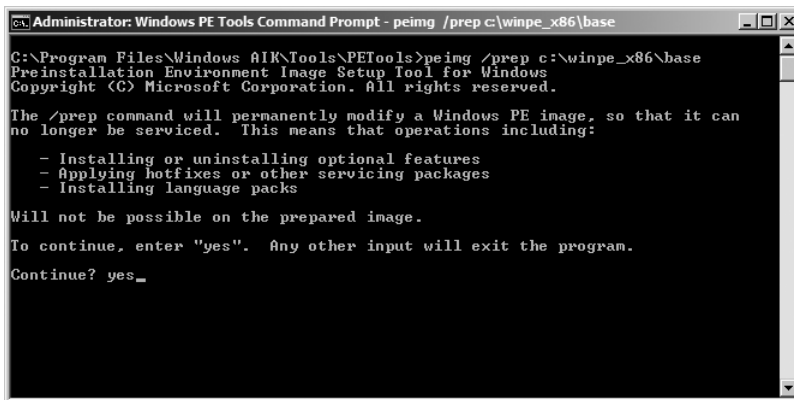 Administrator: Windows PE Tools Command Prompt - peimg /prep c:\winpe_x86\base
C:\Program Files\Windows AIK\Tools\PETools>peimg /prep c:\winpe_x86\base
Preinstallation Environment Image Setup Tool for Windows
Copyright (C) Microsoft Corporation. All rights reserved.
The /prep command will permanently modify a Windows PE image, so that it can
no longer be serviced.  This means that operations including:
- Installing or uninstalling optional features
- Applying hotfixes or other servicing packages
- Installing language packs
Will not be possible on the prepared image.
To continue, enter "yes".  Any other input will exit the program.
Continue? yes_